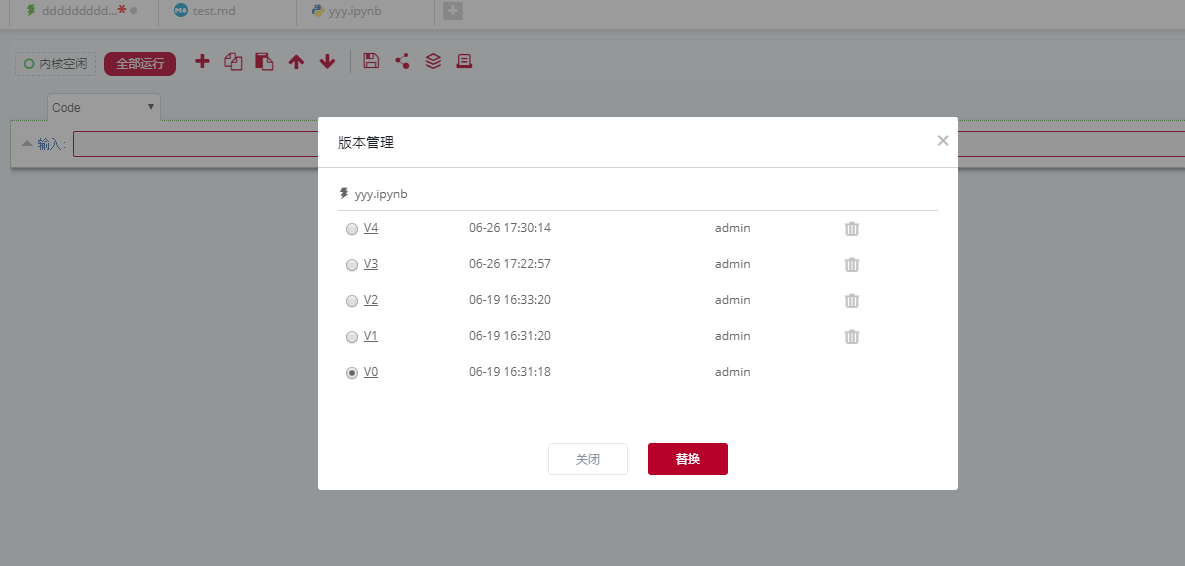 dddddddddd...* test.md yyy.ipynb
内核空闲 全部运行
Code
输入:
版本管理
yyy.ipynb
V4 06-26 17:30:14 admin
V3 06-26 17:22:57 admin
V2 06-19 16:33:20 admin
V1 06-19 16:31:20 admin
V0 06-19 16:31:18 admin
关闭 替换